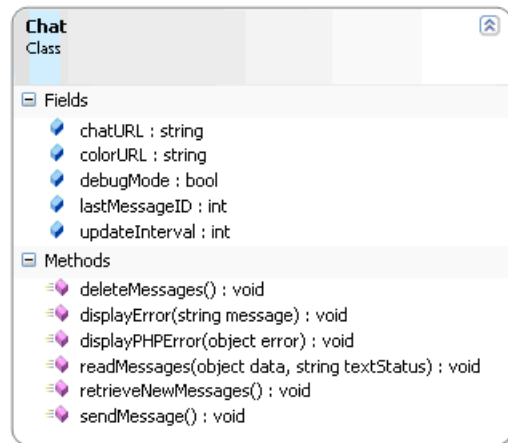 Chat
Class
Fields
chatURL : string
colorURL : string
debugMode : bool
lastMessageID : int
updateInterval : int
Methods
deleteMessages() : void
displayError(string message) : void
displayPHPError(object error) : void
readMessages(object data, string textStatus) : void
retrieveNewMessages() : void
sendMessage() : void